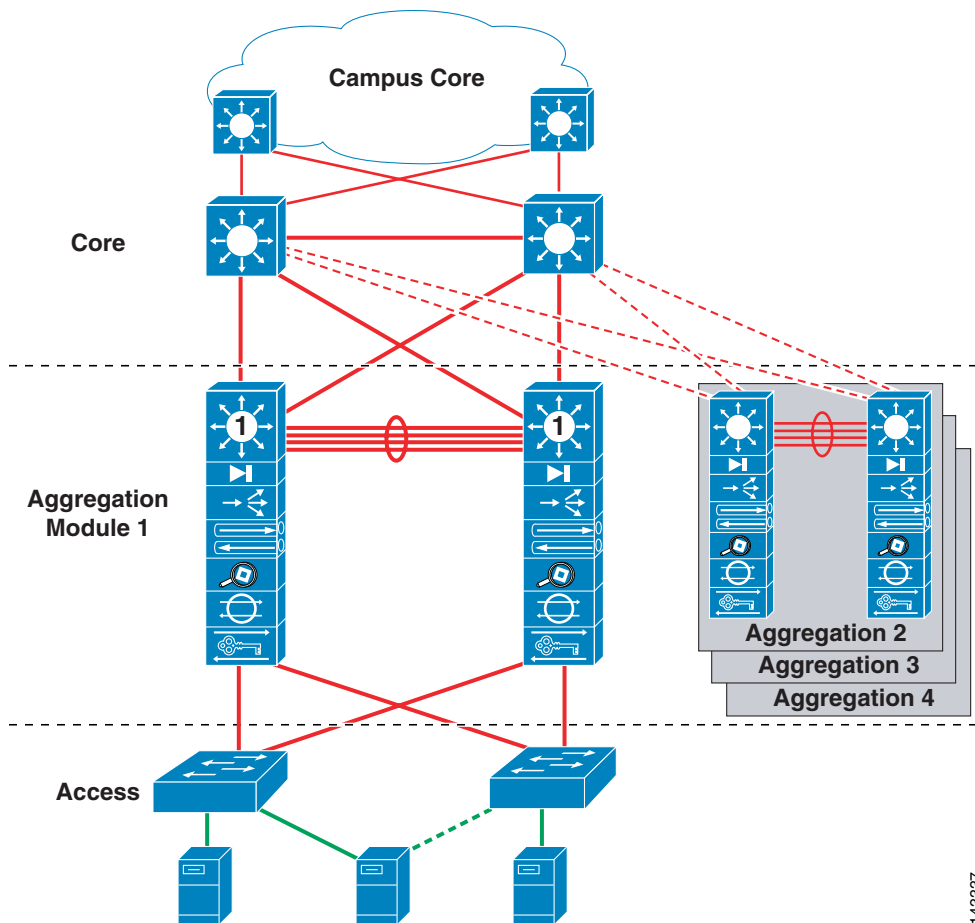 Campus Core
Core
1
1
Aggregation
Module 1
Aggregation 2
Aggregation 3
Aggregation 4
Access